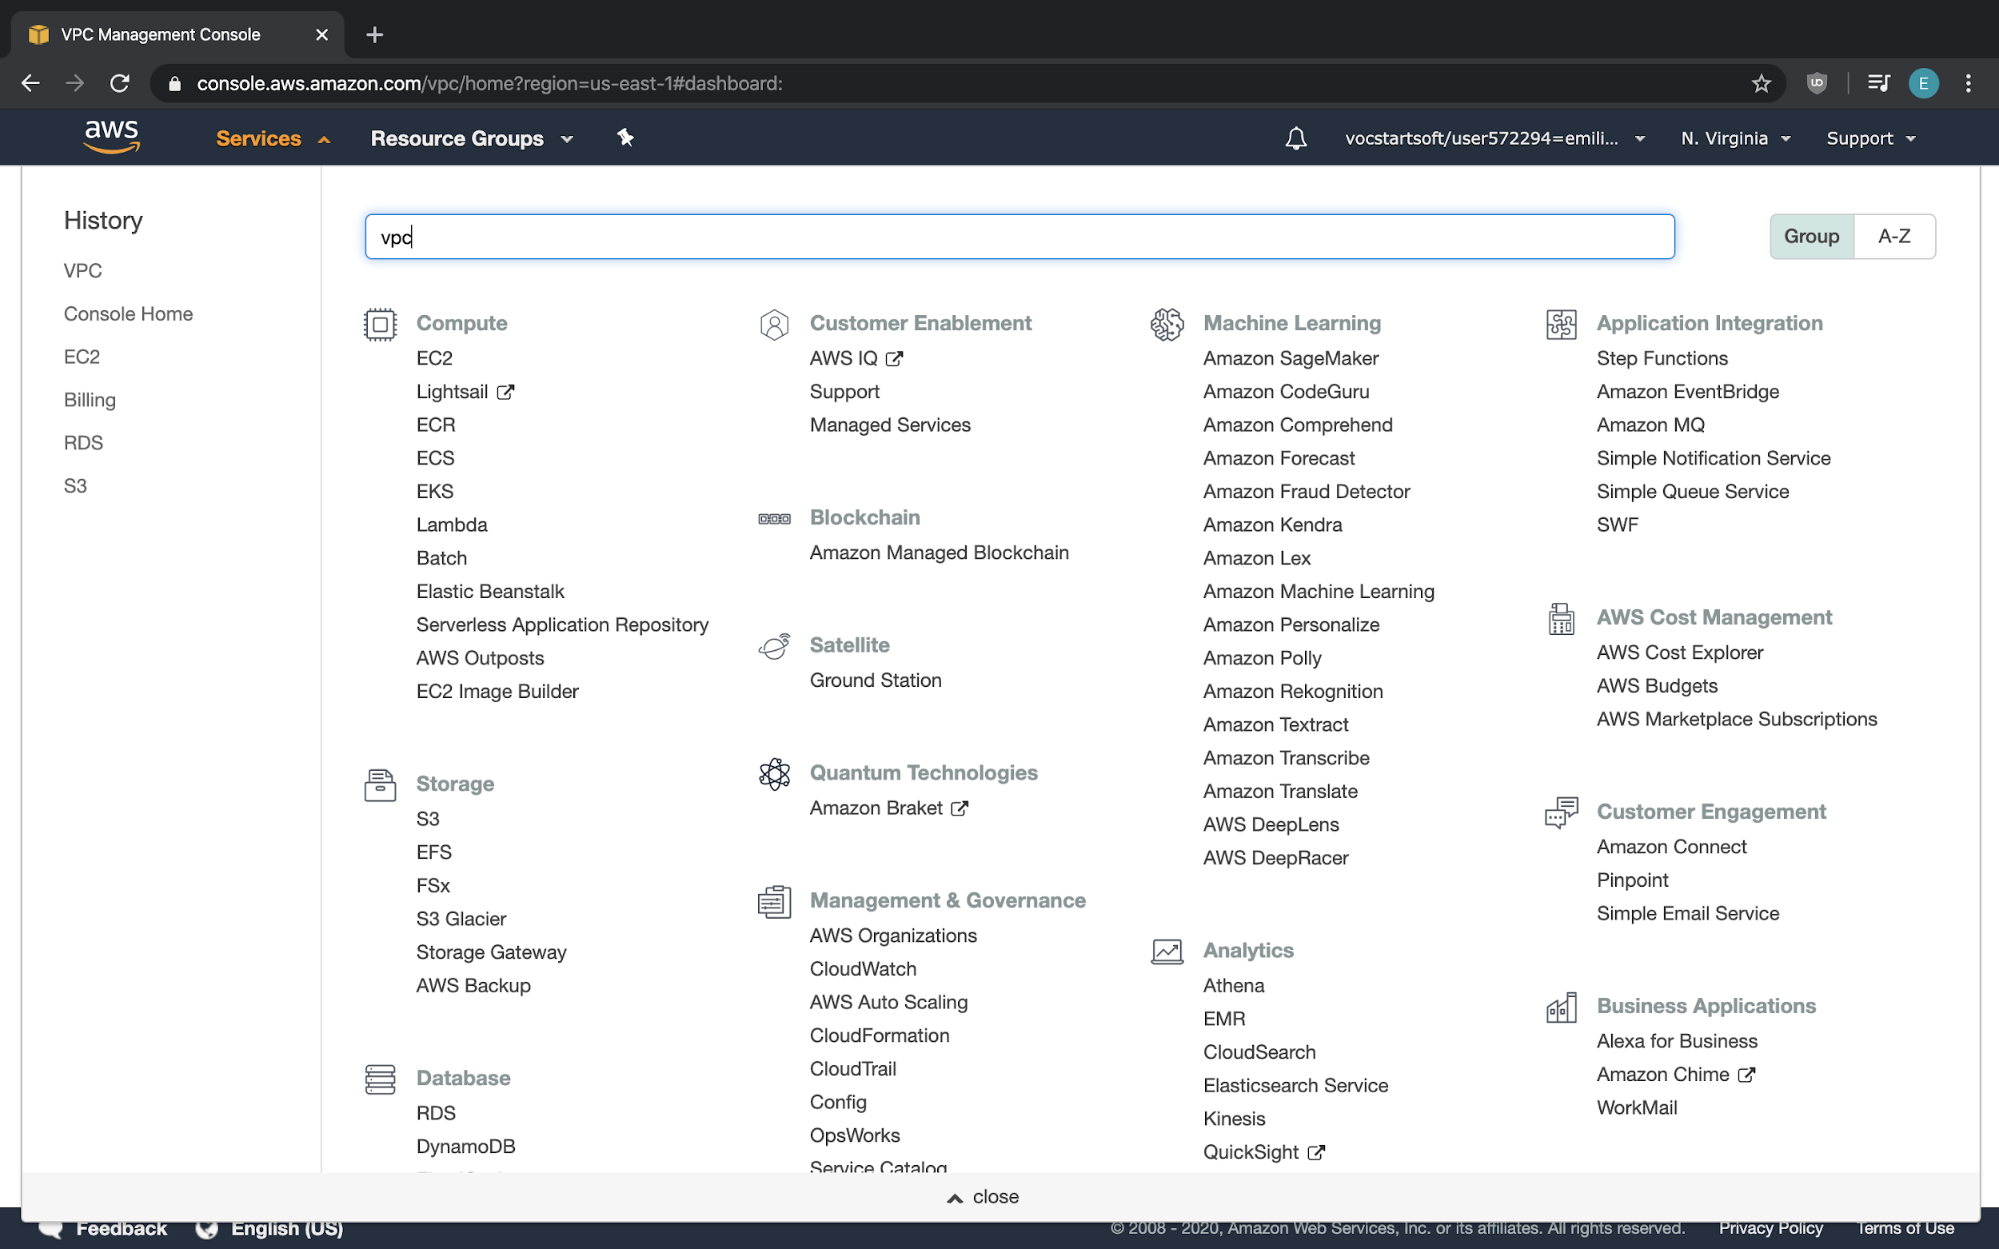 VPC Management Console
console.aws.amazon.com/vpc/home?region=us-east-1#dashboard:
E
aws
Services
Resource Groups
vocstartsoft/user572294=emili...
N. Virginia
Support
History
VPC
Console Home
EC2
Billing
RDS
S3
vpc
Group
A-Z
Compute
EC2
Lightsail
ECR
ECS
EKS
Lambda
Batch
Elastic Beanstalk
Serverless Application Repository
AWS Outposts
EC2 Image Builder
Storage
S3
EFS
FSx
S3 Glacier
Storage Gateway
AWS Backup
Database
RDS
DynamoDB
Customer Enablement
AWS IQ
Support
Managed Services
Blockchain
Amazon Managed Blockchain
Satellite
Ground Station
Quantum Technologies
Amazon Braket
Management & Governance
AWS Organizations
CloudWatch
AWS Auto Scaling
CloudFormation
CloudTrail
Config
OpsWorks
Service Catalog
Machine Learning
Amazon SageMaker
Amazon CodeGuru
Amazon Comprehend
Amazon Forecast
Amazon Fraud Detector
Amazon Kendra
Amazon Lex
Amazon Machine Learning
Amazon Personalize
Amazon Polly
Amazon Rekognition
Amazon Textract
Amazon Transcribe
Amazon Translate
AWS DeepLens
AWS DeepRacer
Analytics
Athena
EMR
CloudSearch
Elasticsearch Service
Kinesis
QuickSight
Application Integration
Step Functions
Amazon EventBridge
Amazon MQ
Simple Notification Service
Simple Queue Service
SWF
AWS Cost Management
AWS Cost Explorer
AWS Budgets
AWS Marketplace Subscriptions
Customer Engagement
Amazon Connect
Pinpoint
Simple Email Service
Business Applications
Alexa for Business
Amazon Chime
WorkMail
close
Feedback
English (US)
© 2008 - 2020, Amazon Web Services, Inc. or its affiliates. All rights reserved.
Privacy Policy
Terms of Use